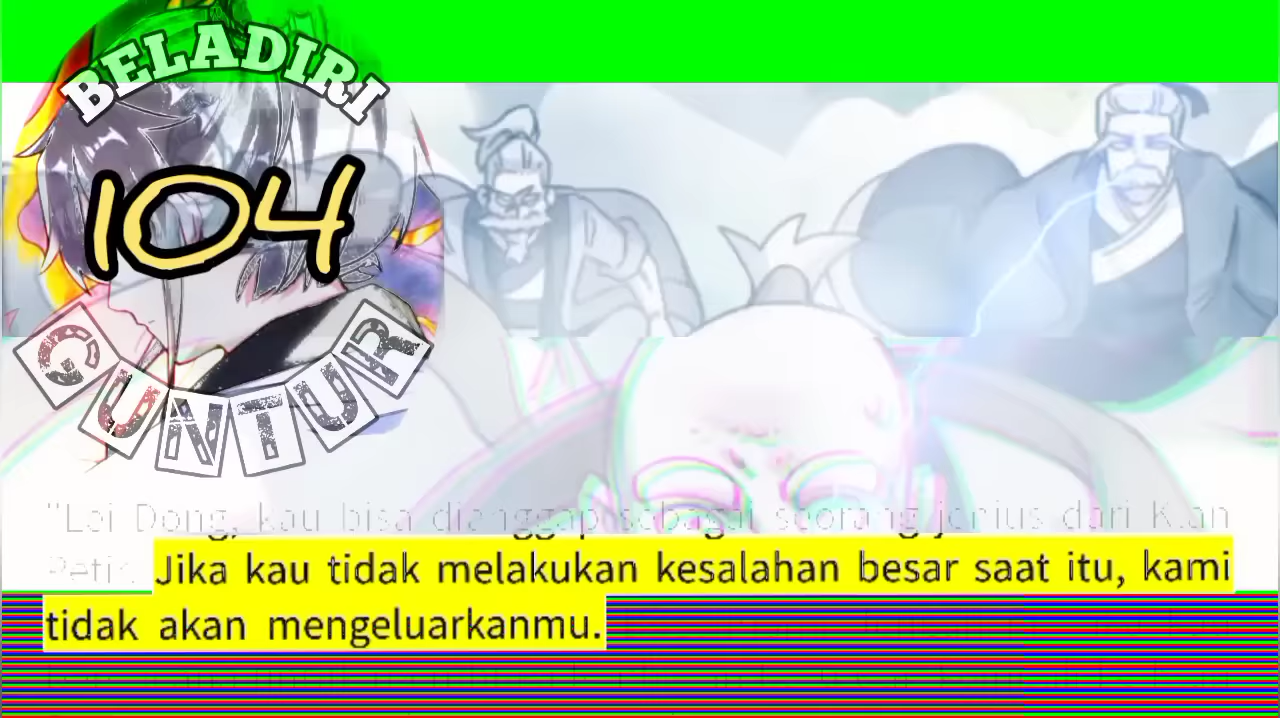 BELADIRI
104
GUNTUR
"Lei Dong, kau bisa dianggap sebagai seorang jenius dari Klan
Petir. Jika kau tidak melakukan kesalahan besar saat itu, kami
tidak akan mengeluarkanmu.